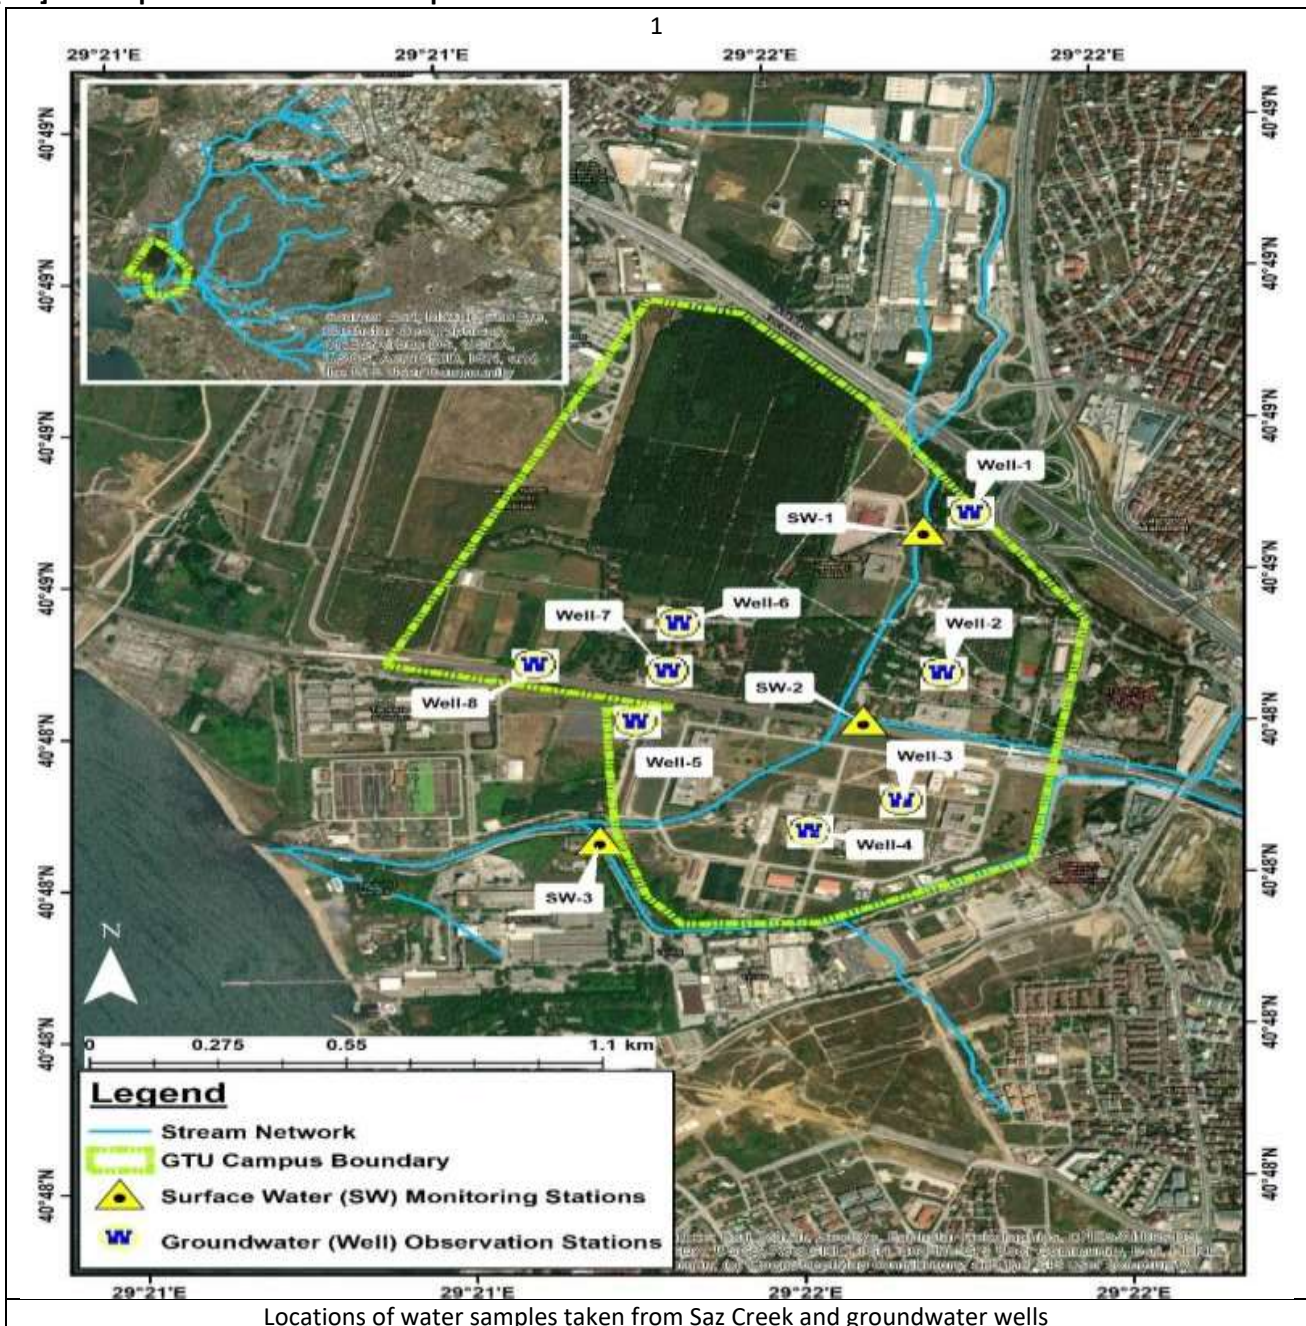 1
29°21'E 29°21'E 29°22'E 29°22'E
40°49'N 40°49'N
40°49'N 40°49'N
40°49'N 40°49'N
40°49'N 40°49'N
40°48'N 40°48'N
40°48'N 40°48'N
40°48'N 40°48'N
40°48'N 40°48'N
Well-1
SW-1
Well-6
Well-7
Well-2
SW-2
Well-8
Well-3
Well-5
Well-4
SW-3
N
0 0.275 0.55 1.1 km
Legend
Stream Network
GTU Campus Boundary
Surface Water (SW) Monitoring Stations
Groundwater (Well) Observation Stations
29°21'E 29°21'E 29°22'E 29°22'E
Locations of water samples taken from Saz Creek and groundwater wells